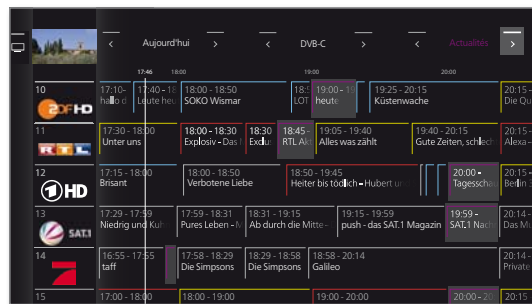 < Aujourd'hui > < DVB-C > < Actualités >
17:46 18:00 19:00 20:00
10 17:10- 17:40 - 18 18:00 - 18:50 18: 19:00 - 19 19:25 - 20:15 20:15 -
ZDF HD hallo d Leute heu SOKO Wismar LOT heute Küstenwache Die Qu
11 17:30 - 18:00 18:00 - 18:30 18:30 18:45 - 19:05 - 19:40 19:40 - 20:15 20:15 -
RTL Unter uns Explosiv - Das Exclu RTL Ak Alles was zählt Gute Zeiten, schlech Alexa -
12 17:15 - 18:00 18:00 - 18:50 18:50 - 19:45 20:00 - 20:15 -
HD Brisant Verbotene Liebe Heiter bis tödlich - Hubert un Tagesschau Berlin
13 17:29 - 17:59 17:59 - 18:31 18:31 - 19:15 19:15 - 19:59 19:59 - 20:14 -
SAT.1 Niedrig und Kuh Pures Leben - Ab durch die Mitte - push - das SAT.1 Magazin SAT.1 Nach Das M
14 16:55 - 17:55 17:58 - 18:29 18:29 - 18:58 18:58 - 20:14 20:14 -
taff Die Simpsons Die Simpsons Galileo Private
15 17:00 - 18:00 18:00 - 19:00 19:00 - 20:00 20:00 - 20 20:15